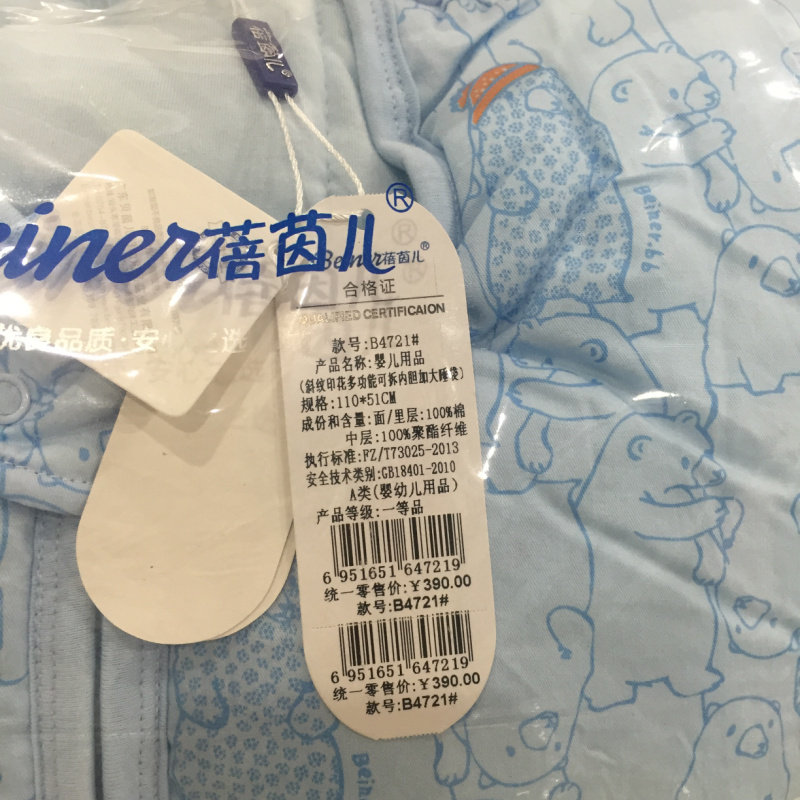 蓓茵儿®
einer蓓茵儿®
优良品质·安
选
Beiner蓓茵儿®
合格证
QUALIFIED CERTIFICAION
款号:B4721#
产品名称:婴儿用品
(斜纹印花多功能可拆内胆加大睡袋)
规格:110*51CM
成份和含量:面/里层:100%棉
中层:100%聚酯纤维
执行标准:FZ/T73025-2013
安全技术类别:GB18401-2010
A类(婴幼儿用品)
产品等级:一等品
6 951651 647219
统一零售价:¥390.00
款号:B4721#
6 951651 647219
统一零售价:¥390.00
款号:B4721#
Beiner.bb
Beiner